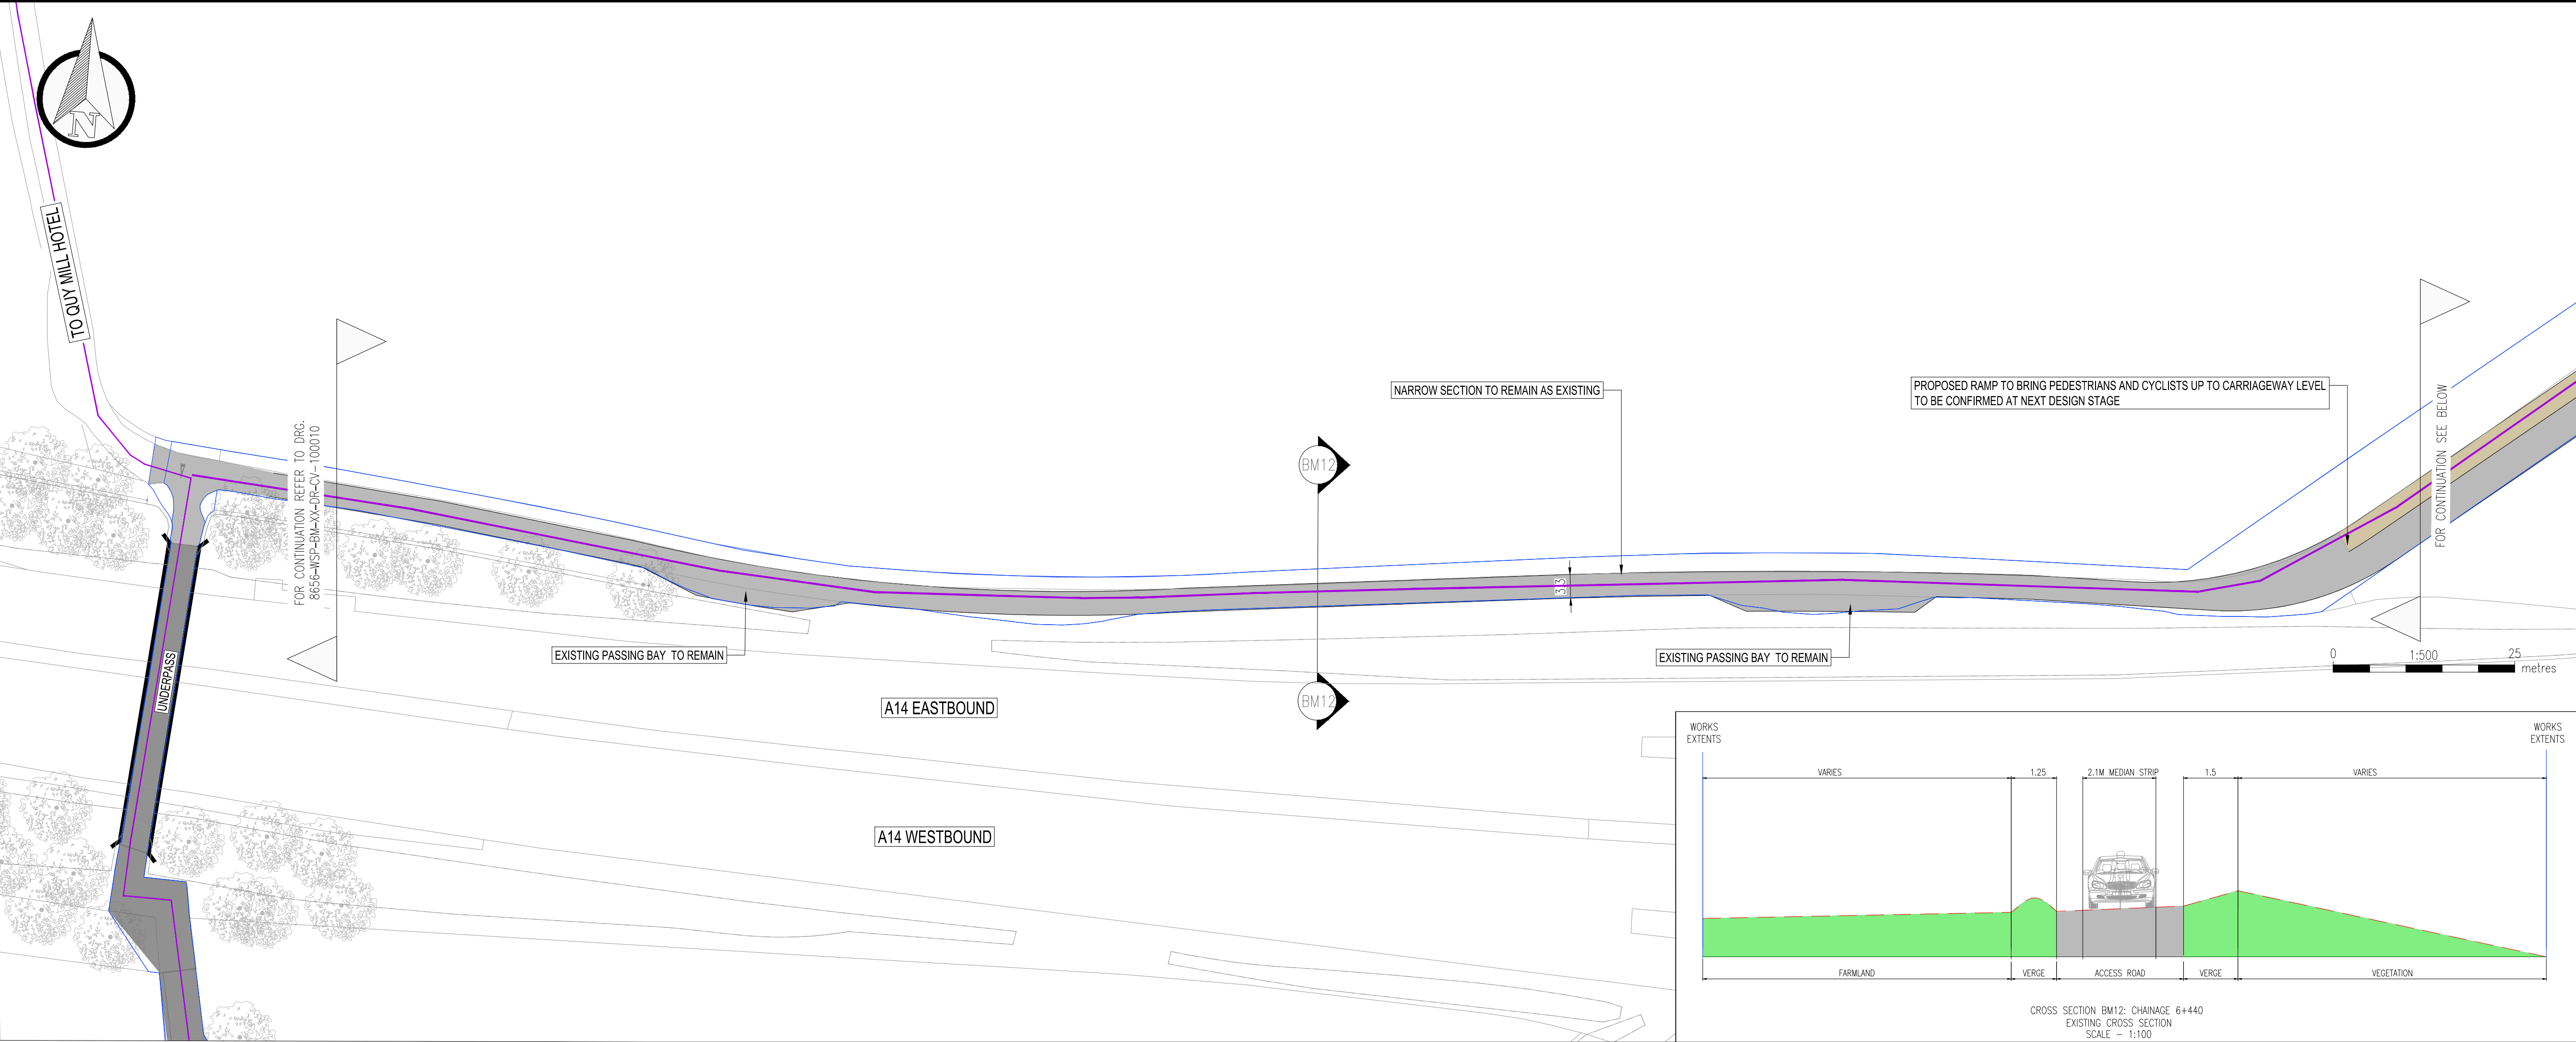 N
TO QUY MILL HOTEL
FOR CONTINUATION REFER TO DRG.
8656-WSP-BM-XX-DR-CV-100010
UNDERPASS
EXISTING PASSING BAY TO REMAIN
A14 EASTBOUND
A14 WESTBOUND
BM12
BM12
NARROW SECTION TO REMAIN AS EXISTING
3.3
EXISTING PASSING BAY TO REMAIN
PROPOSED RAMP TO BRING PEDESTRIANS AND CYCLISTS UP TO CARRIAGEWAY LEVEL
TO BE CONFIRMED AT NEXT DESIGN STAGE
FOR CONTINUATION SEE BELOW
0 1:500 25
metres
WORKS
EXTENTS
WORKS
EXTENTS
VARIES 1.25 2.1M MEDIAN STRIP 1.5 VARIES
FARMLAND VERGE ACCESS ROAD VERGE VEGETATION
CROSS SECTION BM12: CHAINAGE 6+440
EXISTING CROSS SECTION
SCALE - 1:100